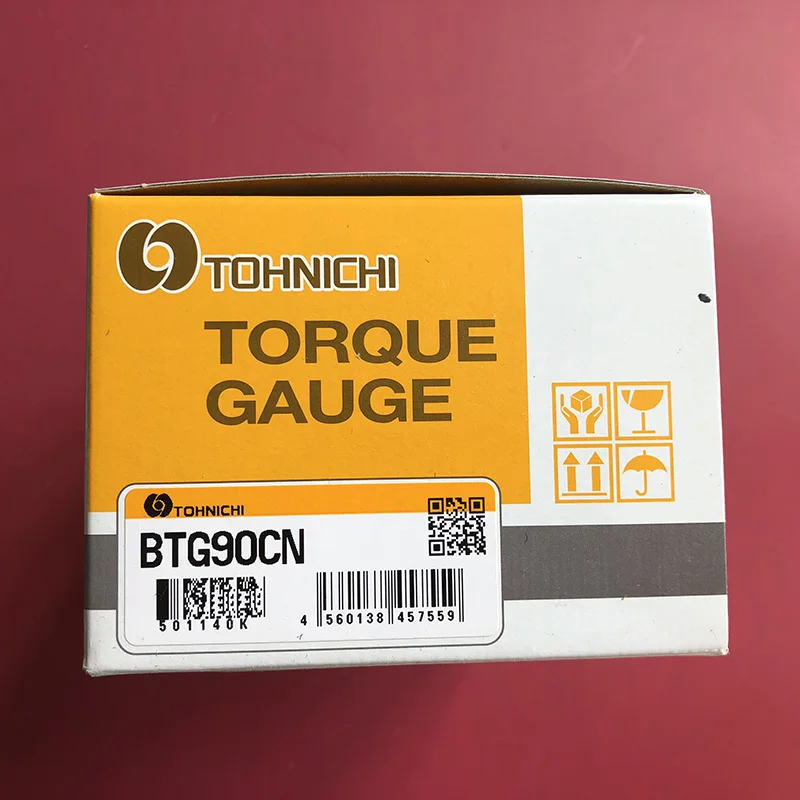 TOHNICHI
TORQUE
GAUGE
TOHNICHI
BTG90CN
501140K
4 560138 457559